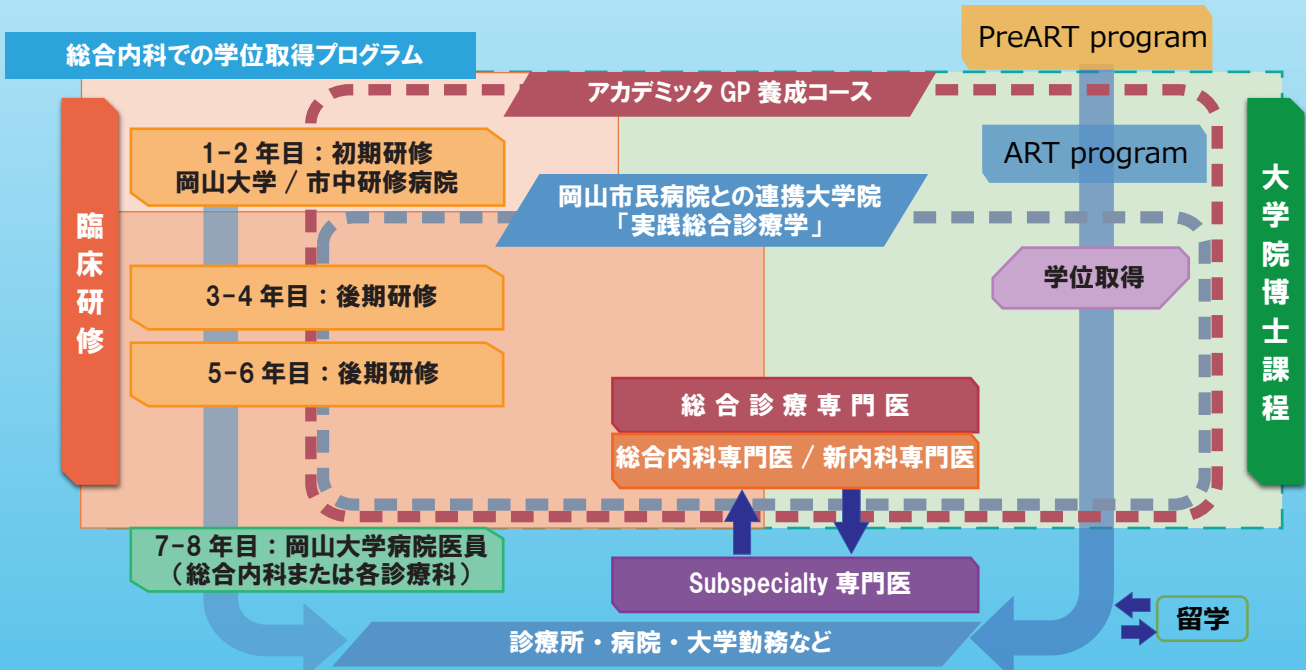 PreART program
総合内科での学位取得プログラム
アカデミック GP 養成コース
1-2 年目：初期研修
岡山大学 / 市中研修病院
ART program
岡山市民病院との連携大学院
「実践総合診療学」
臨床研修
大学院博士課程
学位取得
3-4 年目：後期研修
5-6 年目：後期研修
総合診療専門医
総合内科専門医 / 新内科専門医
7-8 年目：岡山大学病院医員
（総合内科または各診療科）
Subspecialty 専門医
留学
診療所・病院・大学勤務など